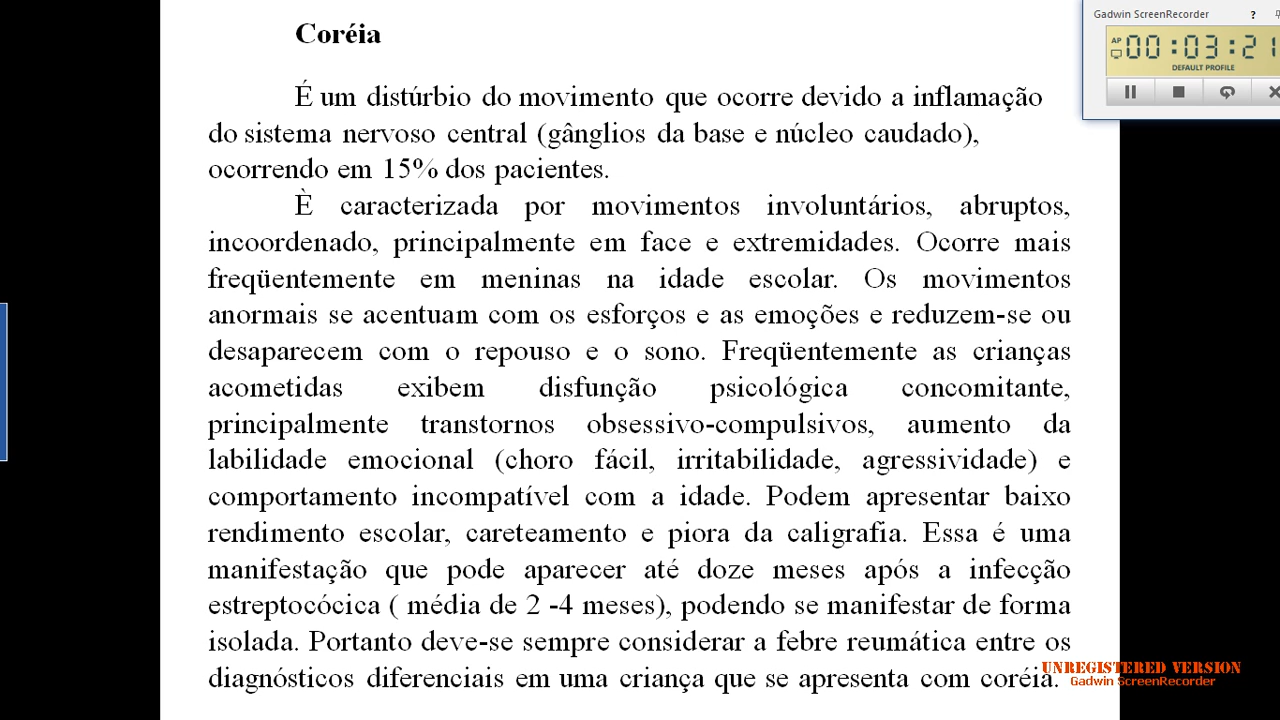 Coréia
É um distúrbio do movimento que ocorre devido a inflamação
do sistema nervoso central (gânglios da base e núcleo caudado),
ocorrendo em 15% dos pacientes.
È caracterizada por movimentos involuntários, abruptos,
incoordenado, principalmente em face e extremidades. Ocorre mais
freqüentemente em meninas na idade escolar. Os movimentos
anormais se acentuam com os esforços e as emoções e reduzem-se ou
desaparecem com o repouso e o sono. Freqüentemente as crianças
acometidas exibem disfunção psicológica concomitante,
principalmente transtornos obsessivo-compulsivos, aumento da
labilidade emocional (choro fácil, irritabilidade, agressividade) e
comportamento incompatível com a idade. Podem apresentar baixo
rendimento escolar, careteamento e piora da caligrafia. Essa é uma
manifestação que pode aparecer até doze meses após a infecção
estreptocócica ( média de 2 -4 meses), podendo se manifestar de forma
isolada. Portanto deve-se sempre considerar a febre reumática entre os
diagnósticos diferenciais em uma criança que se apresenta com coréia.
Gadwin ScreenRecorder ?
AP 00:03:21
DEFAULT PROFILE
UNREGISTERED VERSION
Gadwin ScreenRecorder